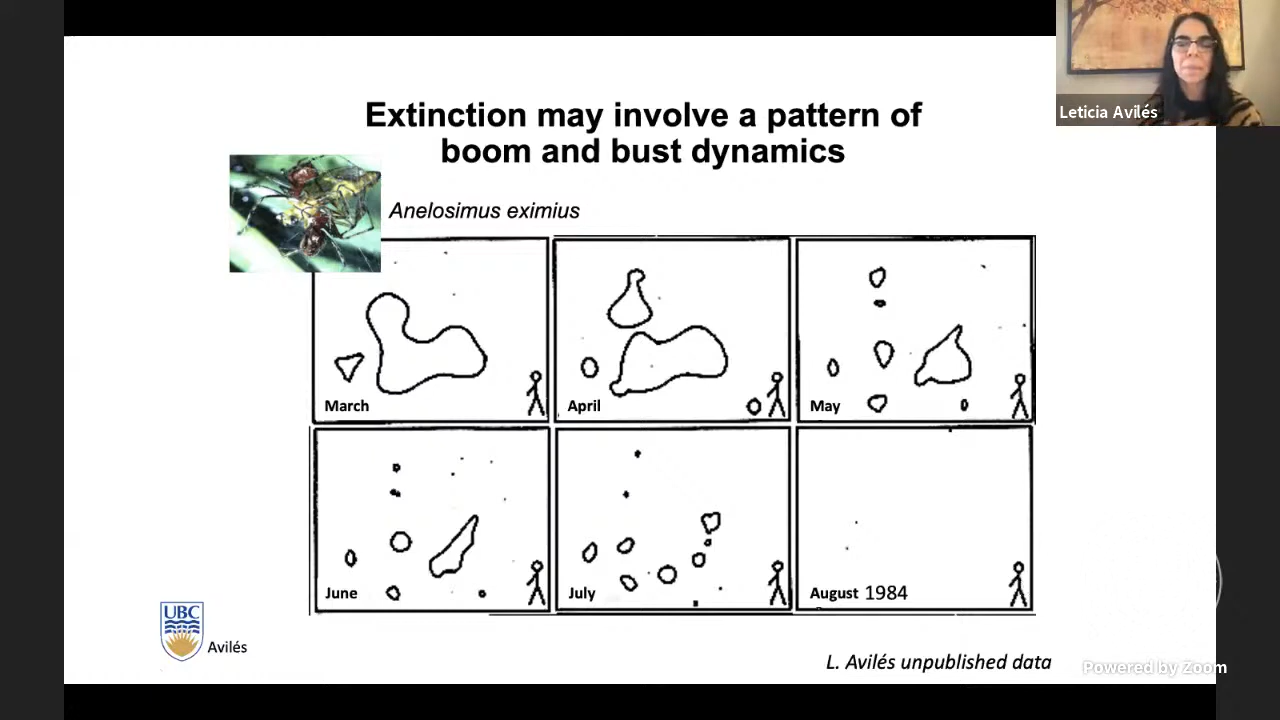 Leticia Avilés
Extinction may involve a pattern of
boom and bust dynamics
Anelosimus eximius
March
April
May
June
July
August 1984
UBC
Avilés
L. Avilés unpublished data
Powered by Zoom